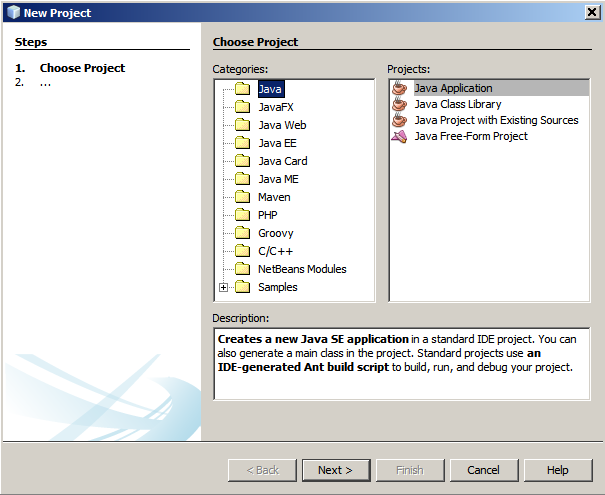 New Project
Steps
1. Choose Project
2. ...
Choose Project
Categories:
Java
JavaFX
Java Web
Java EE
Java Card
Java ME
Maven
PHP
Groovy
C/C++
NetBeans Modules
Samples
Projects:
Java Application
Java Class Library
Java Project with Existing Sources
Java Free-Form Project
Description:
Creates a new Java SE application in a standard IDE project. You can
also generate a main class in the project. Standard projects use an
IDE-generated Ant build script to build, run, and debug your project.
< Back
Next >
Finish
Cancel
Help